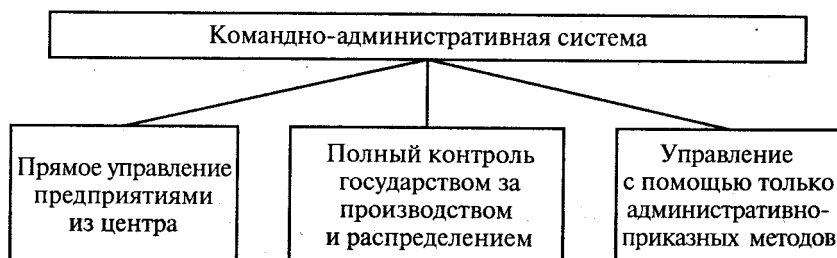 Командно-административная система
Прямое управление
предприятиями
из центра
Полный контроль
государством за
производством
и распределением
Управление
с помощью только
административно-
приказных методов